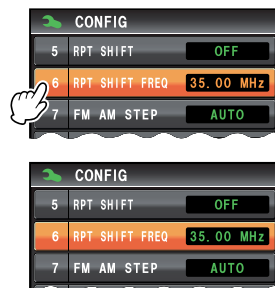 CONFIG
5 RPT SHIFT OFF
6 RPT SHIFT FREQ 35.00 MHz
7 FM AM STEP AUTO
CONFIG
5 RPT SHIFT OFF
6 RPT SHIFT FREQ 35.00 MHz
7 FM AM STEP AUTO